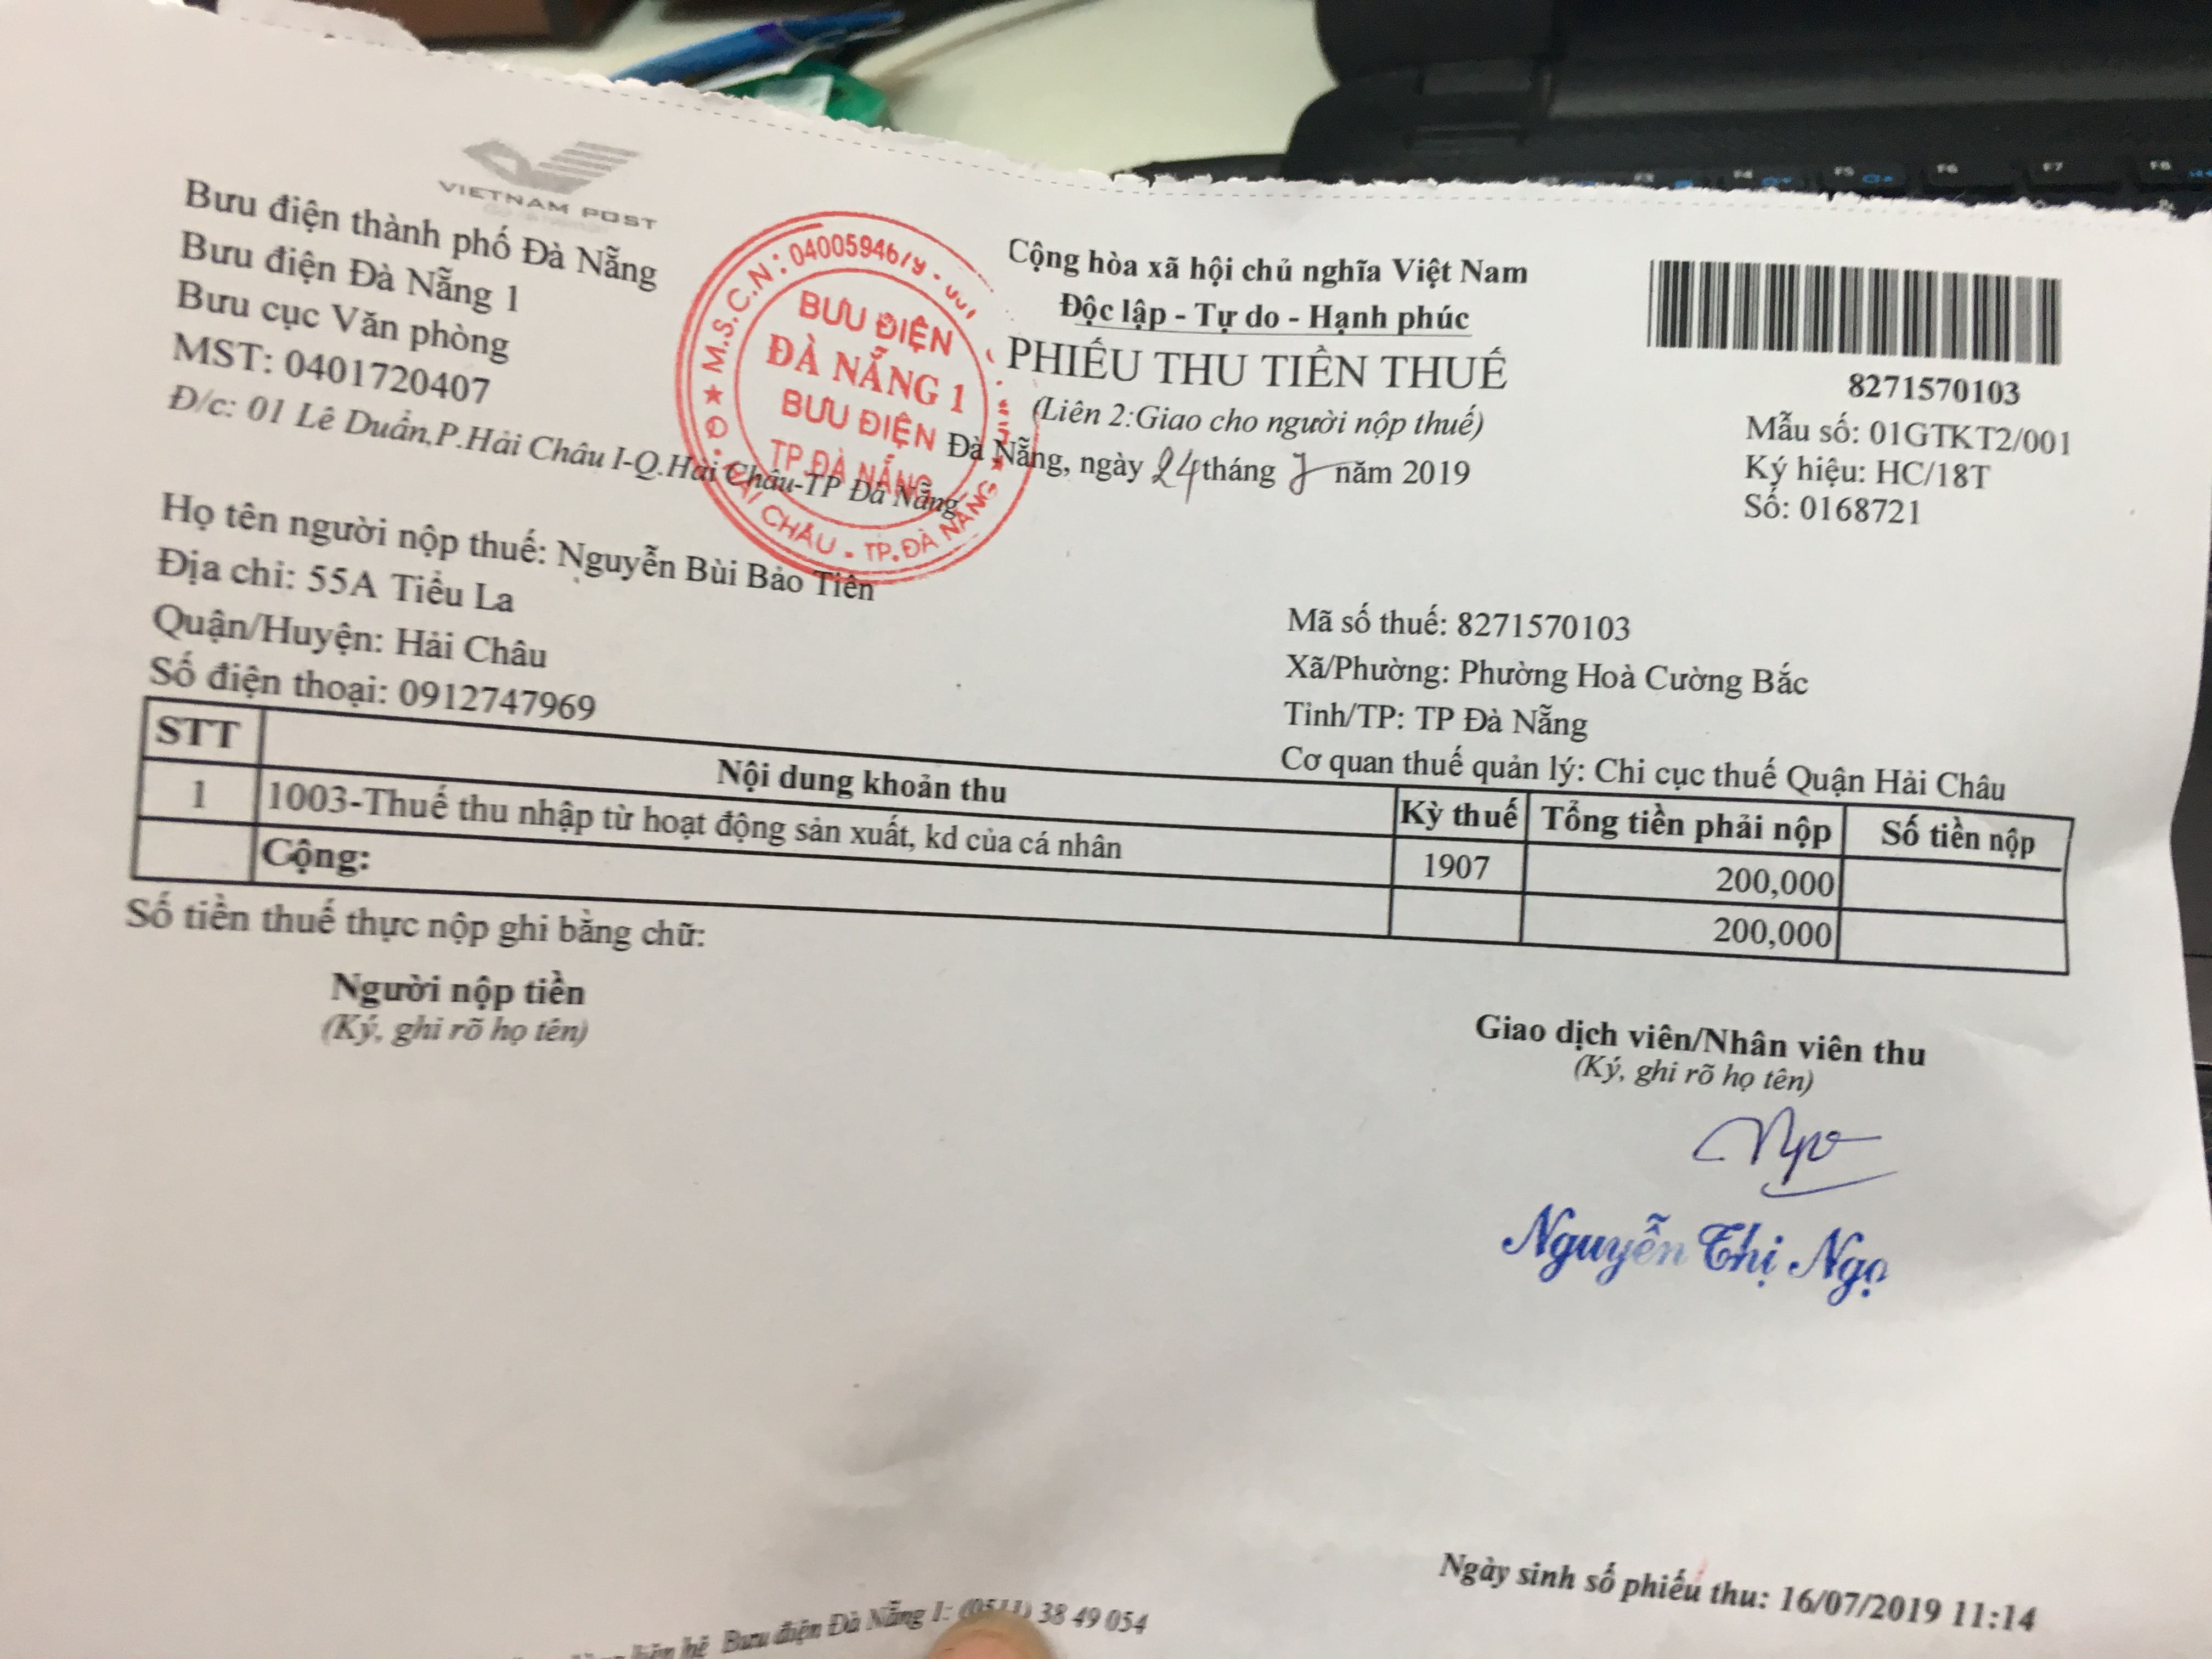 VIETNAM POST
Bưu điện thành phố Đà Nẵng
Bưu điện Đà Nẵng 1
Bưu cục Văn phòng
MST: 0401720407
Đ/c: 01 Lê Duẩn,P.Hải Châu I-Q.Hải Châu-TP Đà Nẵng
M.S.C.N:
BƯU ĐIỆN
ĐÀ NẴNG 1
BƯU ĐIỆN
TP ĐÀ NẴNG
Q. HẢI CHÂU - TP.ĐÀ NẴNG
Cộng hòa xã hội chủ nghĩa Việt Nam
Độc lập - Tự do - Hạnh phúc
PHIẾU THU TIỀN THUẾ
(Liên 2:Giao cho người nộp thuế)
Đà Nẵng, ngày 24 tháng 7 năm 2019
8271570103
Mẫu số: 01GTKT2/001
Ký hiệu: HC/18T
Số: 0168721
Họ tên người nộp thuế: Nguyễn Bùi Bảo Tiên
Địa chỉ: 55A Tiểu La
Quận/Huyện: Hải Châu
Số điện thoại: 0912747969
Mã số thuế: 8271570103
Xã/Phường: Phường Hoà Cường Bắc
Tỉnh/TP: TP Đà Nẵng
Cơ quan thuế quản lý: Chi cục thuế Quận Hải Châu
STT Nội dung khoản thu Kỳ thuế Tổng tiền phải nộp Số tiền nộp
1 1003-Thuế thu nhập từ hoạt động sản xuất, kd của cá nhân 1907 200,000
Cộng: 200,000
Số tiền thuế thực nộp ghi bằng chữ:
Người nộp tiền
(Ký, ghi rõ họ tên)
Giao dịch viên/Nhân viên thu
(Ký, ghi rõ họ tên)
Nguyễn Thị Ngọ
Ngày sinh số phiếu thu: 16/07/2019 11:14
hệ Bưu điện Đà Nẵng 1: (0511) 38 49 054
F6
F7
F8